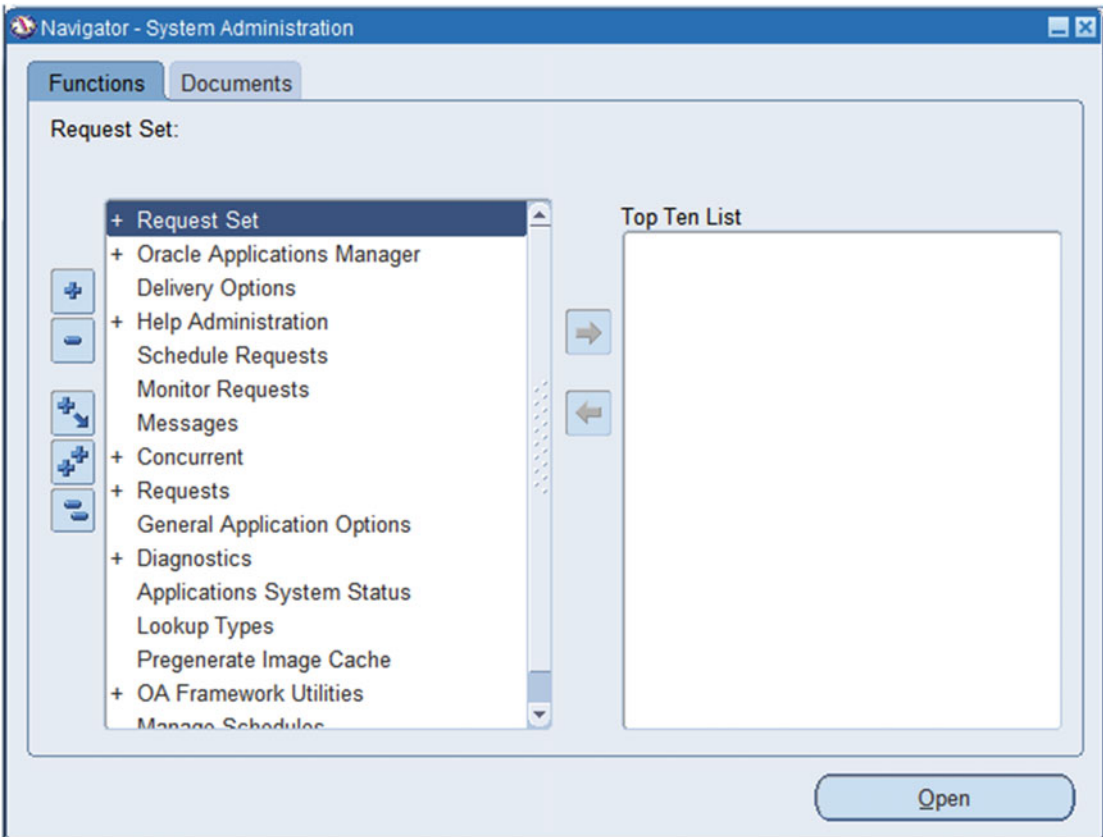 Navigator - System Administration
Functions Documents
Request Set:
+ Request Set
+ Oracle Applications Manager
Delivery Options
+ Help Administration
Schedule Requests
Monitor Requests
Messages
+ Concurrent
+ Requests
General Application Options
+ Diagnostics
Applications System Status
Lookup Types
Pregenerate Image Cache
+ OA Framework Utilities
Manage Schedules
Top Ten List
Open